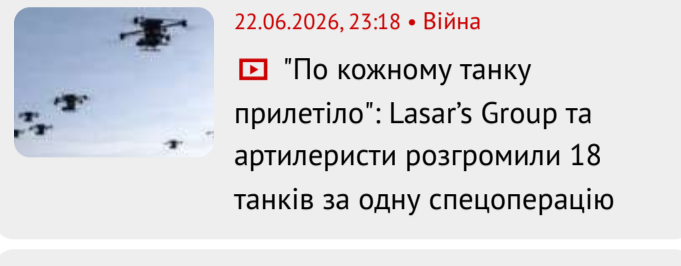 22.06.2026, 23:18 • Війна
"По кожному танку
прилетіло": Lasar’s Group та
артилеристи розгромили 18
танків за одну спецоперацію